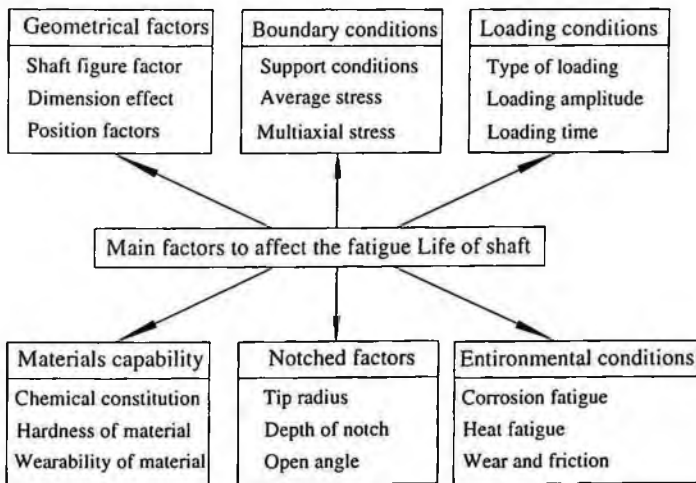 Geometrical factors
Shaft figure factor
Dimension effect
Position factors
Boundary conditions
Support conditions
Average stress
Multiaxial stress
Loading conditions
Type of loading
Loading amplitude
Loading time
Main factors to affect the fatigue Life of shaft
Materials capability
Chemical constitution
Hardness of material
Wearability of material
Notched factors
Tip radius
Depth of notch
Open angle
Entironmental conditions
Corrosion fatigue
Heat fatigue
Wear and friction